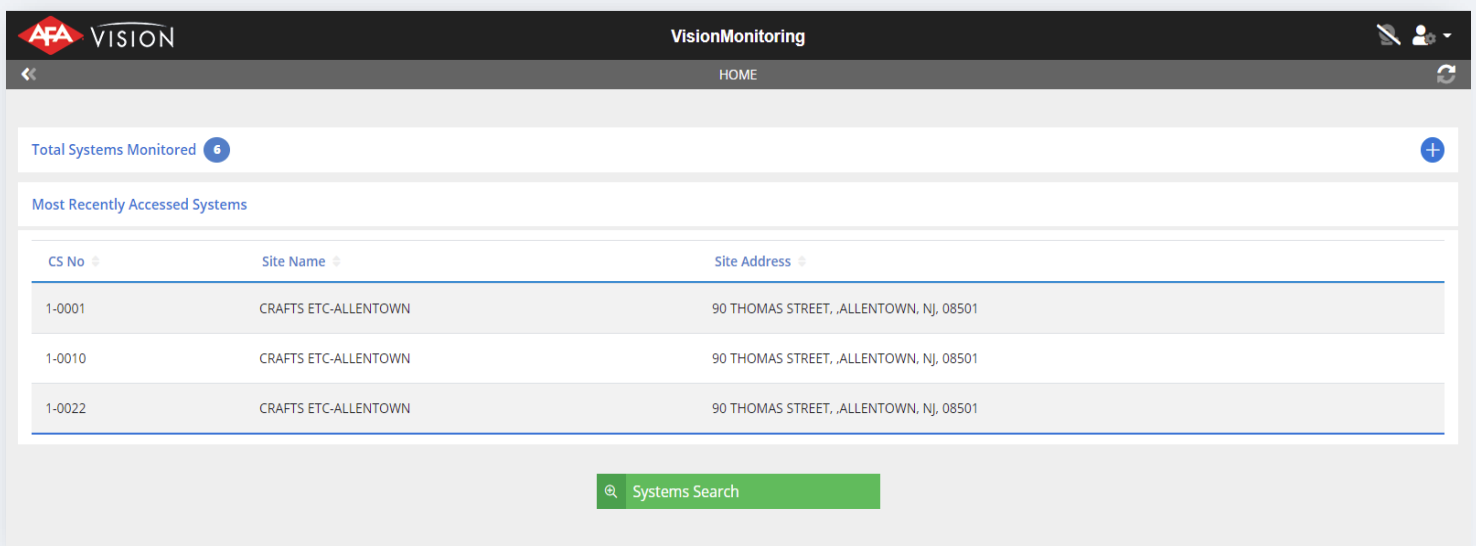 AFA VISION VisionMonitoring
HOME
Total Systems Monitored 6
Most Recently Accessed Systems
CS No Site Name Site Address
1-0001 CRAFTS ETC-ALLENTOWN 90 THOMAS STREET, ,ALLENTOWN, NJ, 08501
1-0010 CRAFTS ETC-ALLENTOWN 90 THOMAS STREET, ,ALLENTOWN, NJ, 08501
1-0022 CRAFTS ETC-ALLENTOWN 90 THOMAS STREET, ,ALLENTOWN, NJ, 08501
Systems Search